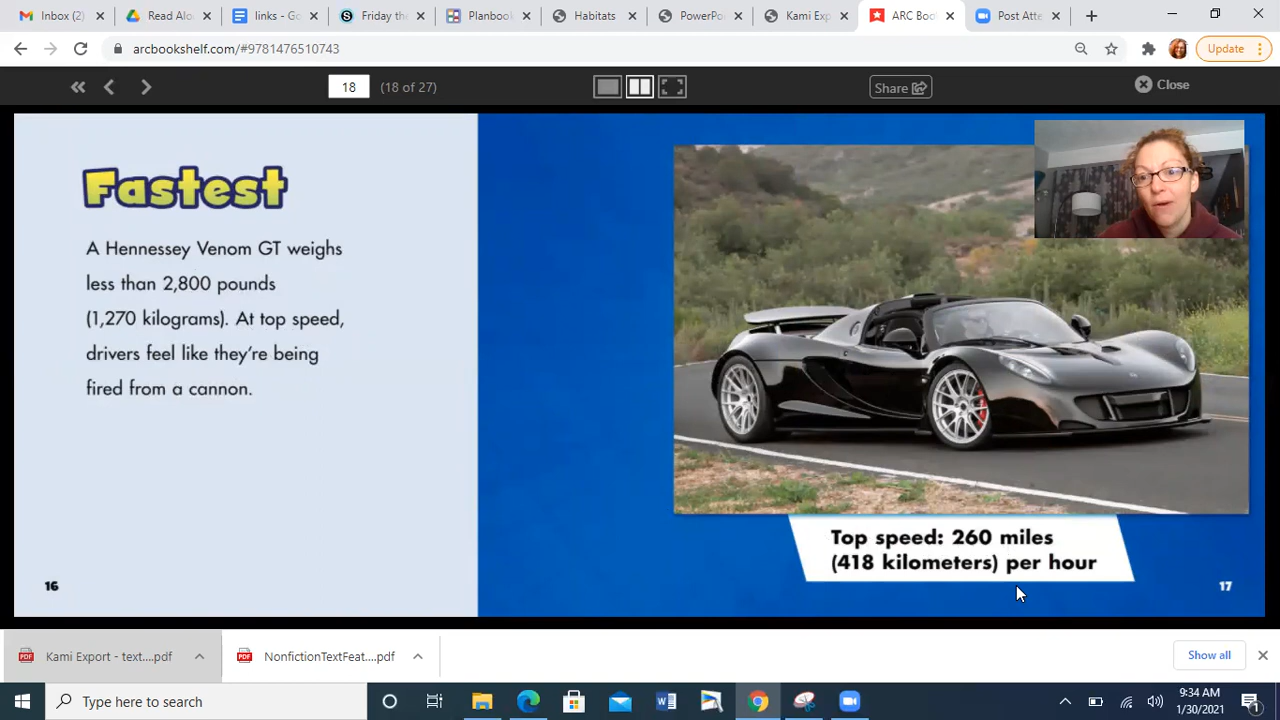 Inbox (2)
Read Alo
links - Go
Friday the
Planbook
Habitats
PowerPo
Kami Exp
ARC Boo
Post Atte
arcbookshelf.com/#9781476510743
Update
18
(18 of 27)
Share
Close
Fastest
A Hennessey Venom GT weighs
less than 2,800 pounds
(1,270 kilograms). At top speed,
drivers feel like they're being
fired from a cannon.
16
Top speed: 260 miles
(418 kilometers) per hour
17
Kami Export - text....pdf
NonfictionTextFeat....pdf
Show all
Type here to search
9:34 AM
1/30/2021